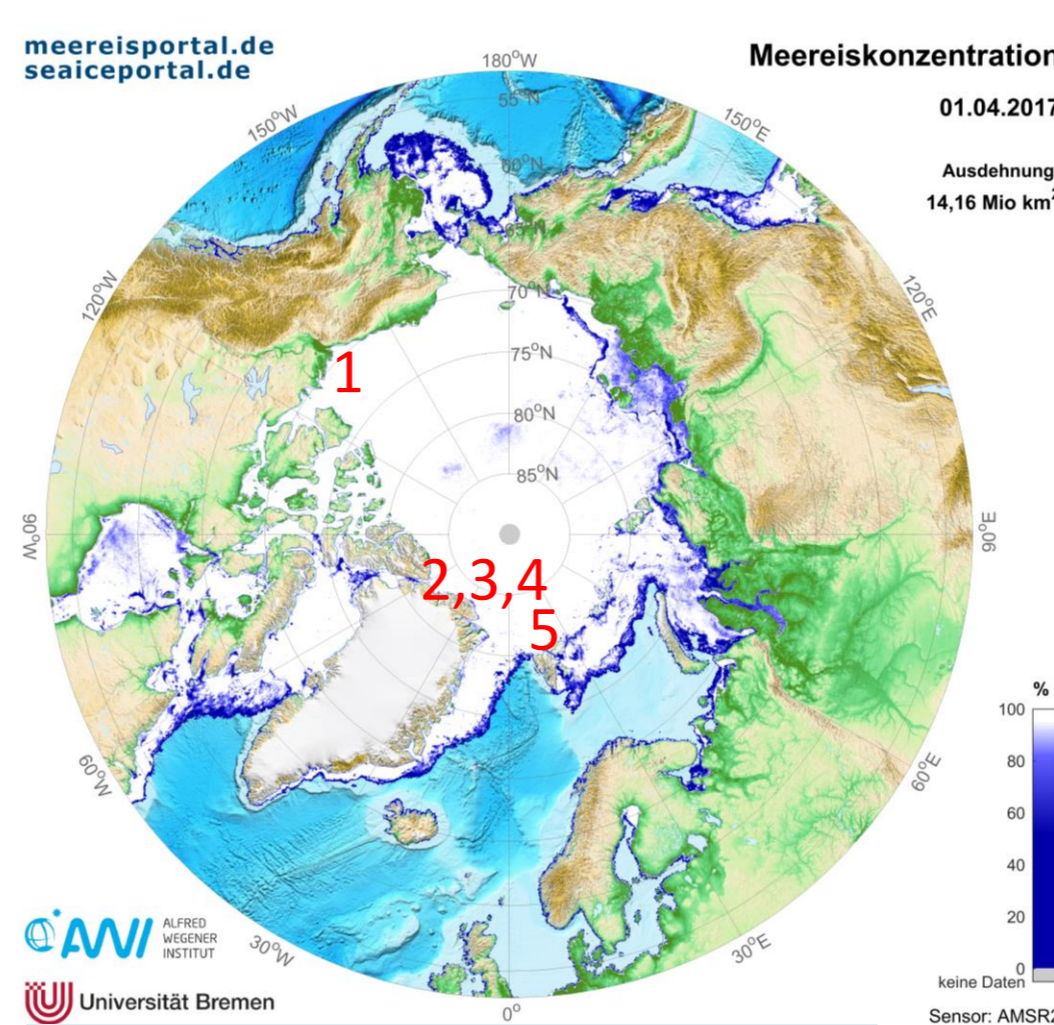 meereisportal.de
seaiceportal.de
Meereiskonzentration
01.04.2017
Ausdehnung
14,16 Mio km²
180°W
150°W
150°E
120°W
120°E
90°W
90°E
60°W
60°E
30°W
30°E
0°
55°N
60°N
65°N
70°N
75°N
80°N
85°N
1
2,3,4
5
%
100
80
60
40
20
0
keine Daten
Sensor: AMSR2
AWI
ALFRED
WEGENER
INSTITUT
Universität Bremen